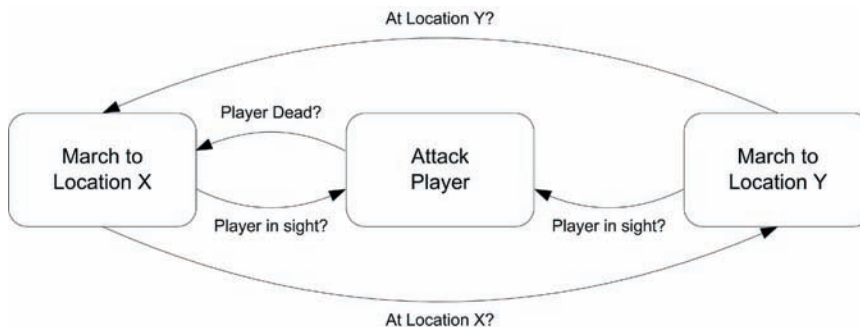 At Location Y?
Player Dead?
March to
Location X
Attack
Player
March to
Location Y
Player in sight?
Player in sight?
At Location X?